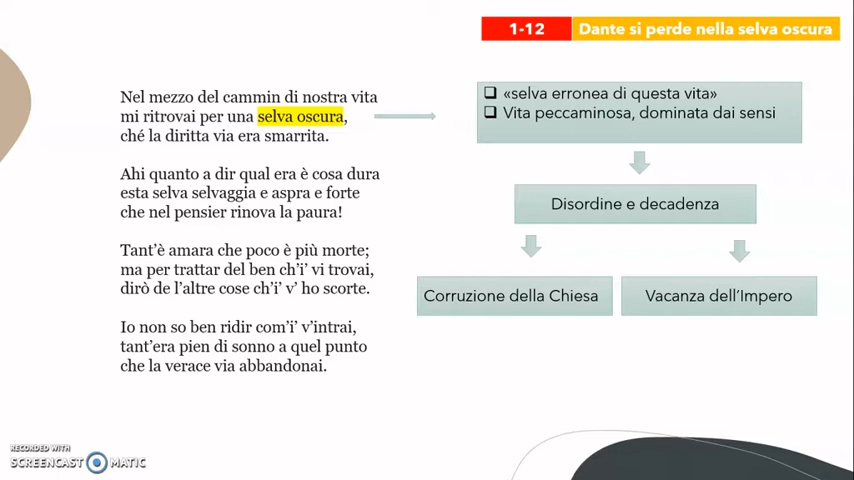 1-12 Dante si perde nella selva oscura
Nel mezzo del cammin di nostra vita
mi ritrovai per una selva oscura,
ché la diritta via era smarrita.
Ahi quanto a dir qual era è cosa dura
esta selva selvaggia e aspra e forte
che nel pensier rinova la paura!
Tant’è amara che poco è più morte;
ma per trattar del ben ch’i’ vi trovai,
dirò de l’altre cose ch’i’ v’ ho scorte.
Io non so ben ridir com’i’ v’intrai,
tant’era pien di sonno a quel punto
che la verace via abbandonai.
«selva erronea di questa vita»
Vita peccaminosa, dominata dai sensi
Disordine e decadenza
Corruzione della Chiesa
Vacanza dell’Impero
RECORDED WITH
SCREENCAST MATIC